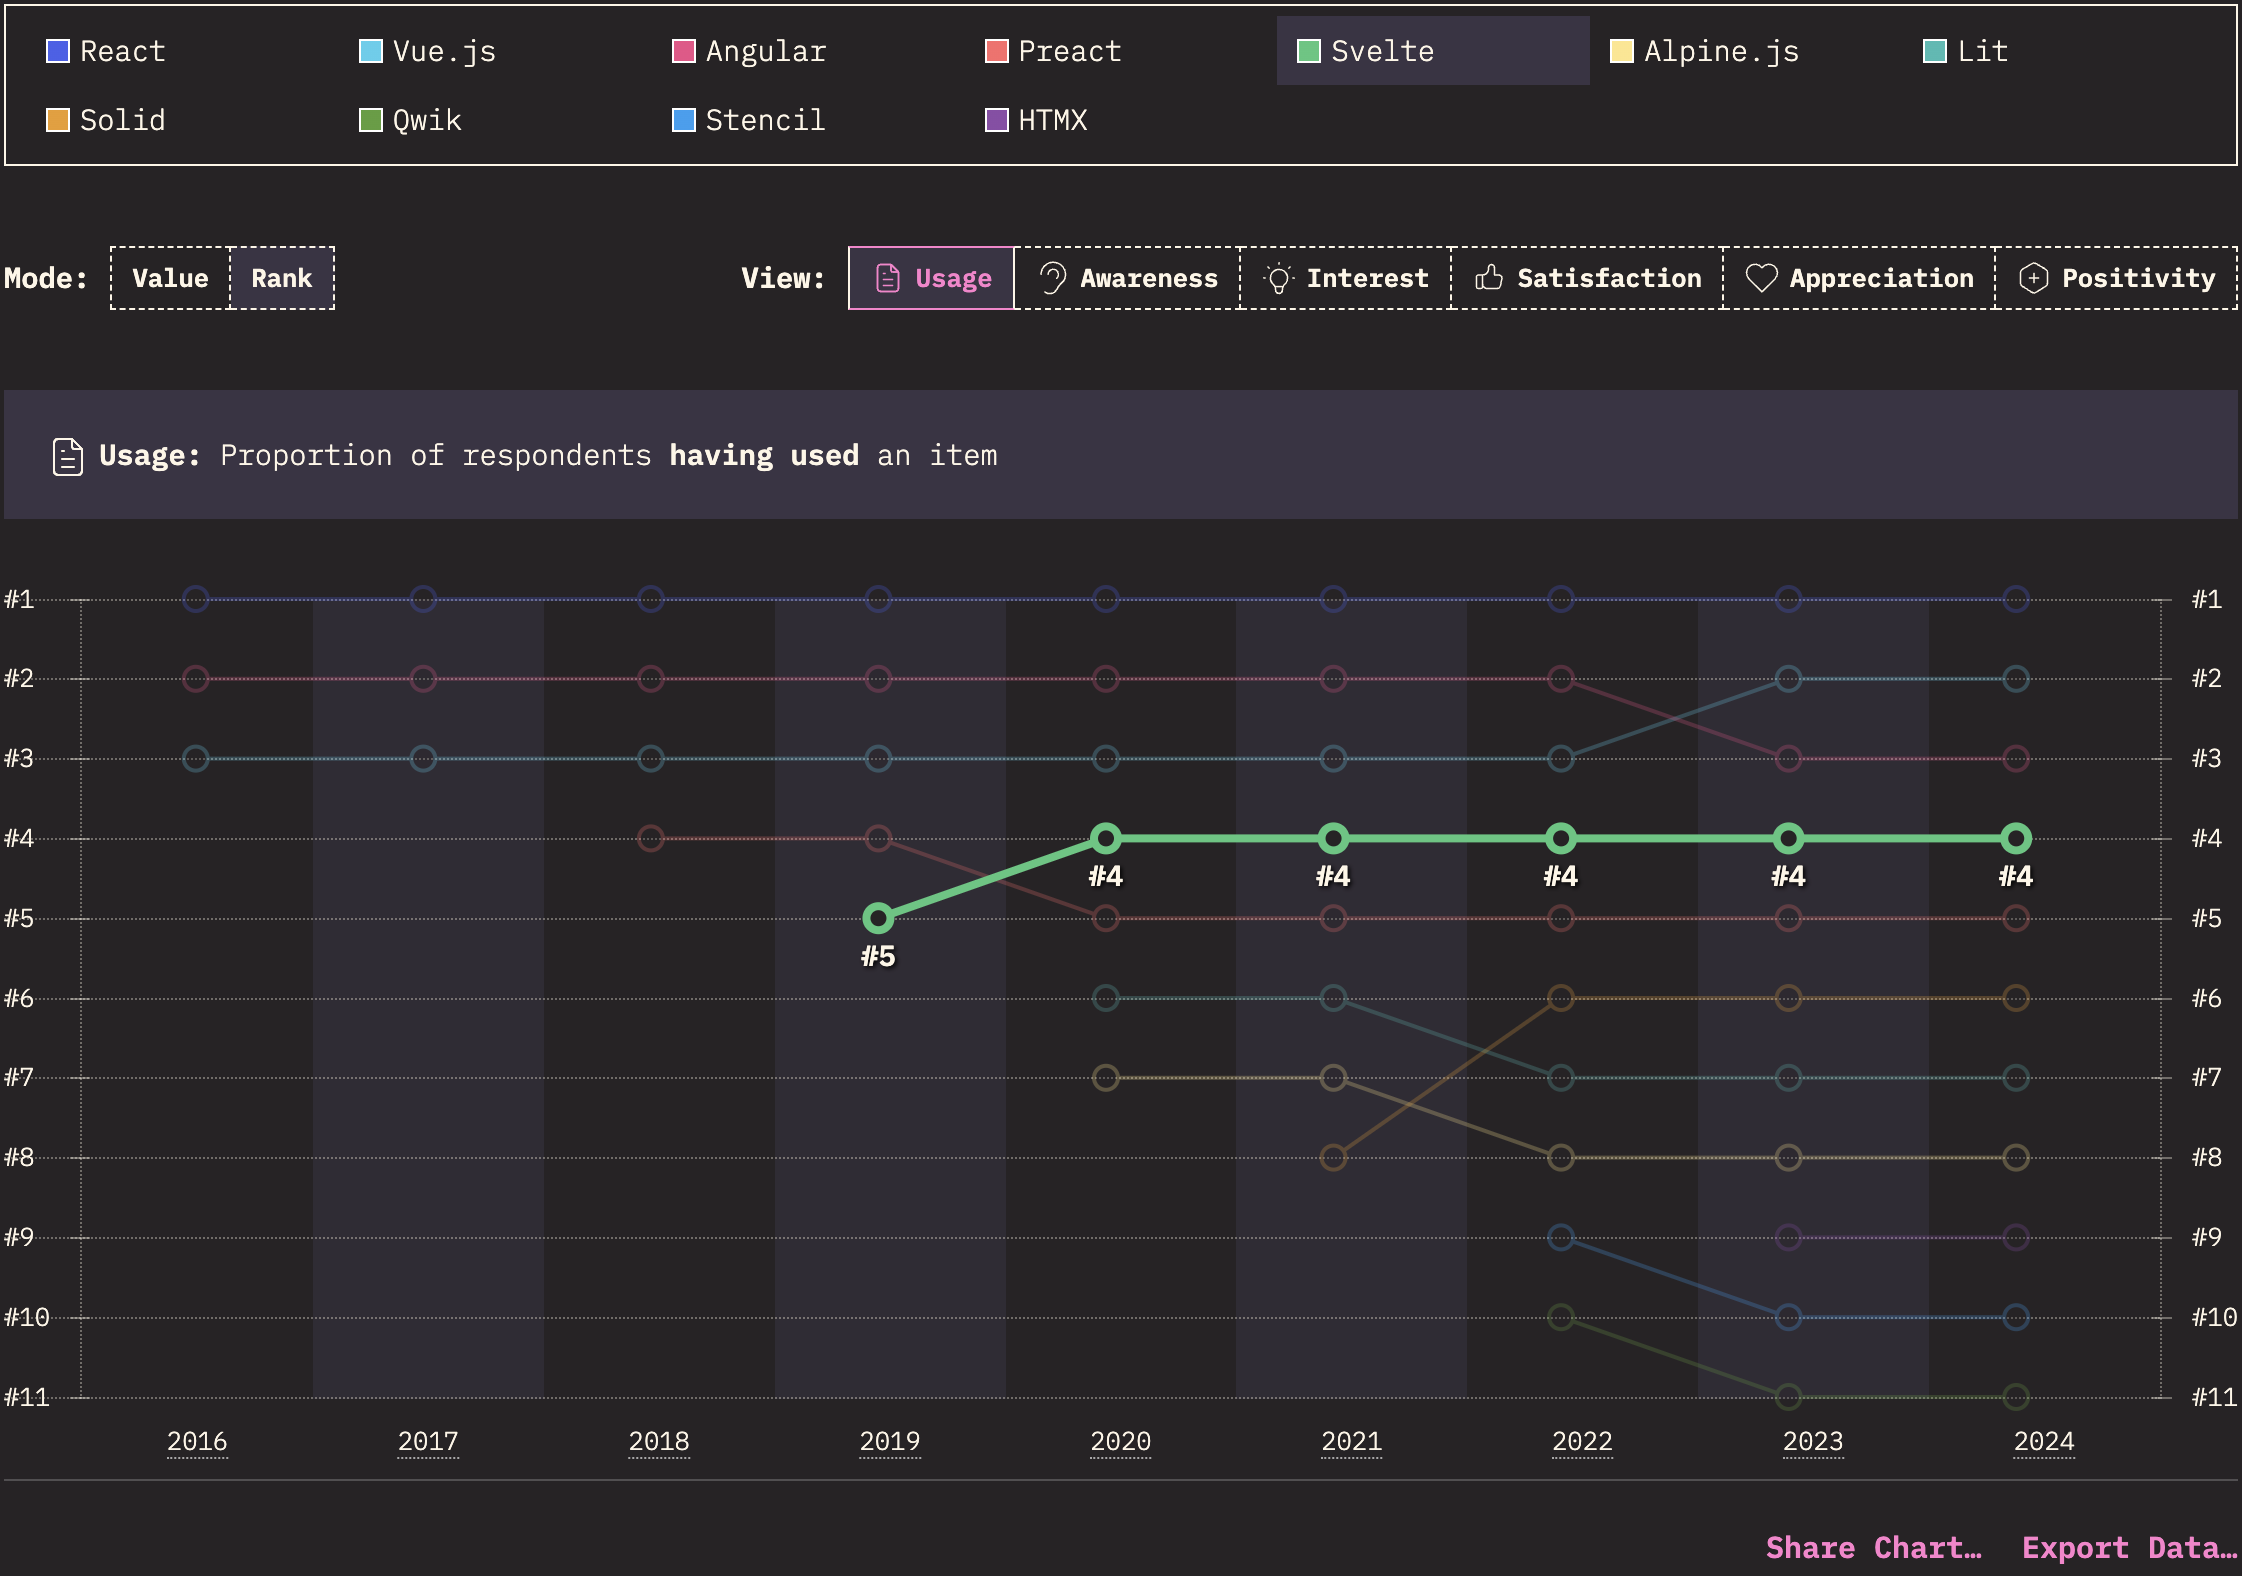 React Vue.js Angular Preact Svelte Alpine.js Lit
Solid Qwik Stencil HTMX
Mode: Value Rank View: Usage Awareness Interest Satisfaction Appreciation Positivity
Usage: Proportion of respondents having used an item
#1 #1
#2 #2
#3 #3
#4 #4
#4 #4 #4 #4 #4
#5 #5
#5
#6 #6
#7 #7
#8 #8
#9 #9
#10 #10
#11 #11
2016 2017 2018 2019 2020 2021 2022 2023 2024
Share Chart… Export Data…